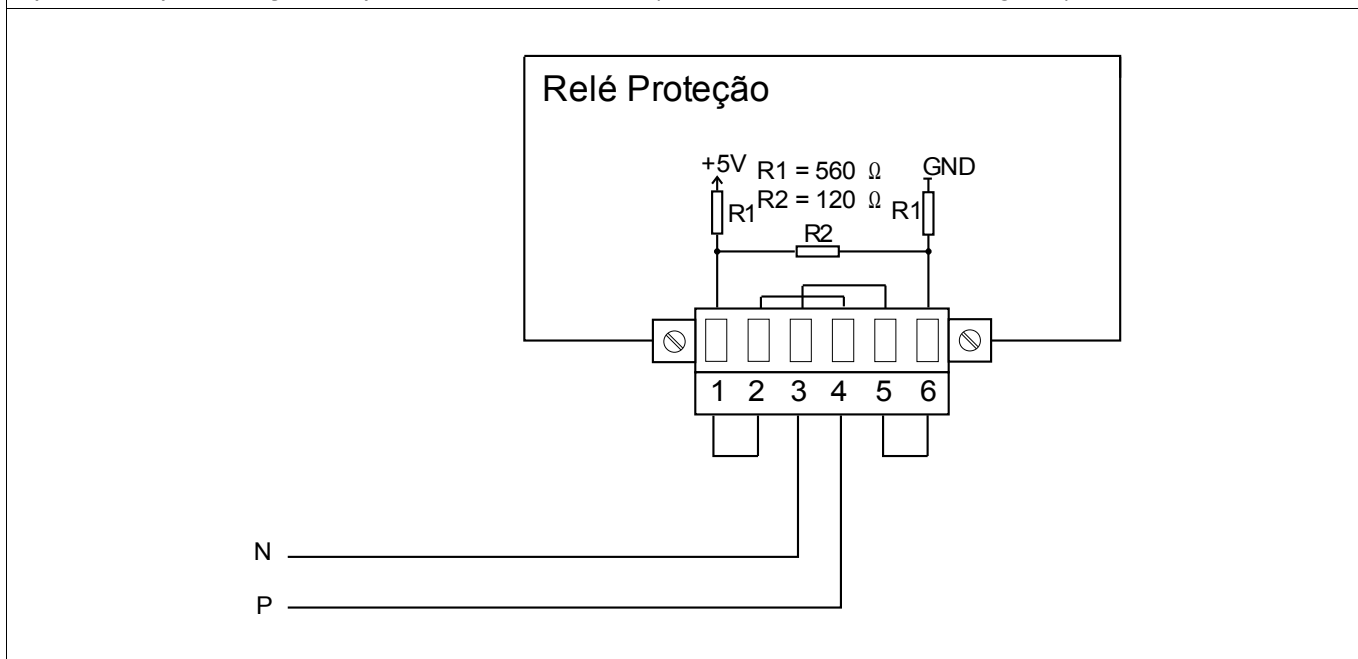 Relé Proteção
+5V R1 = 560 Ω GND
R1 R2 = 120 Ω R1
R2
1 2 3 4 5 6
N
P